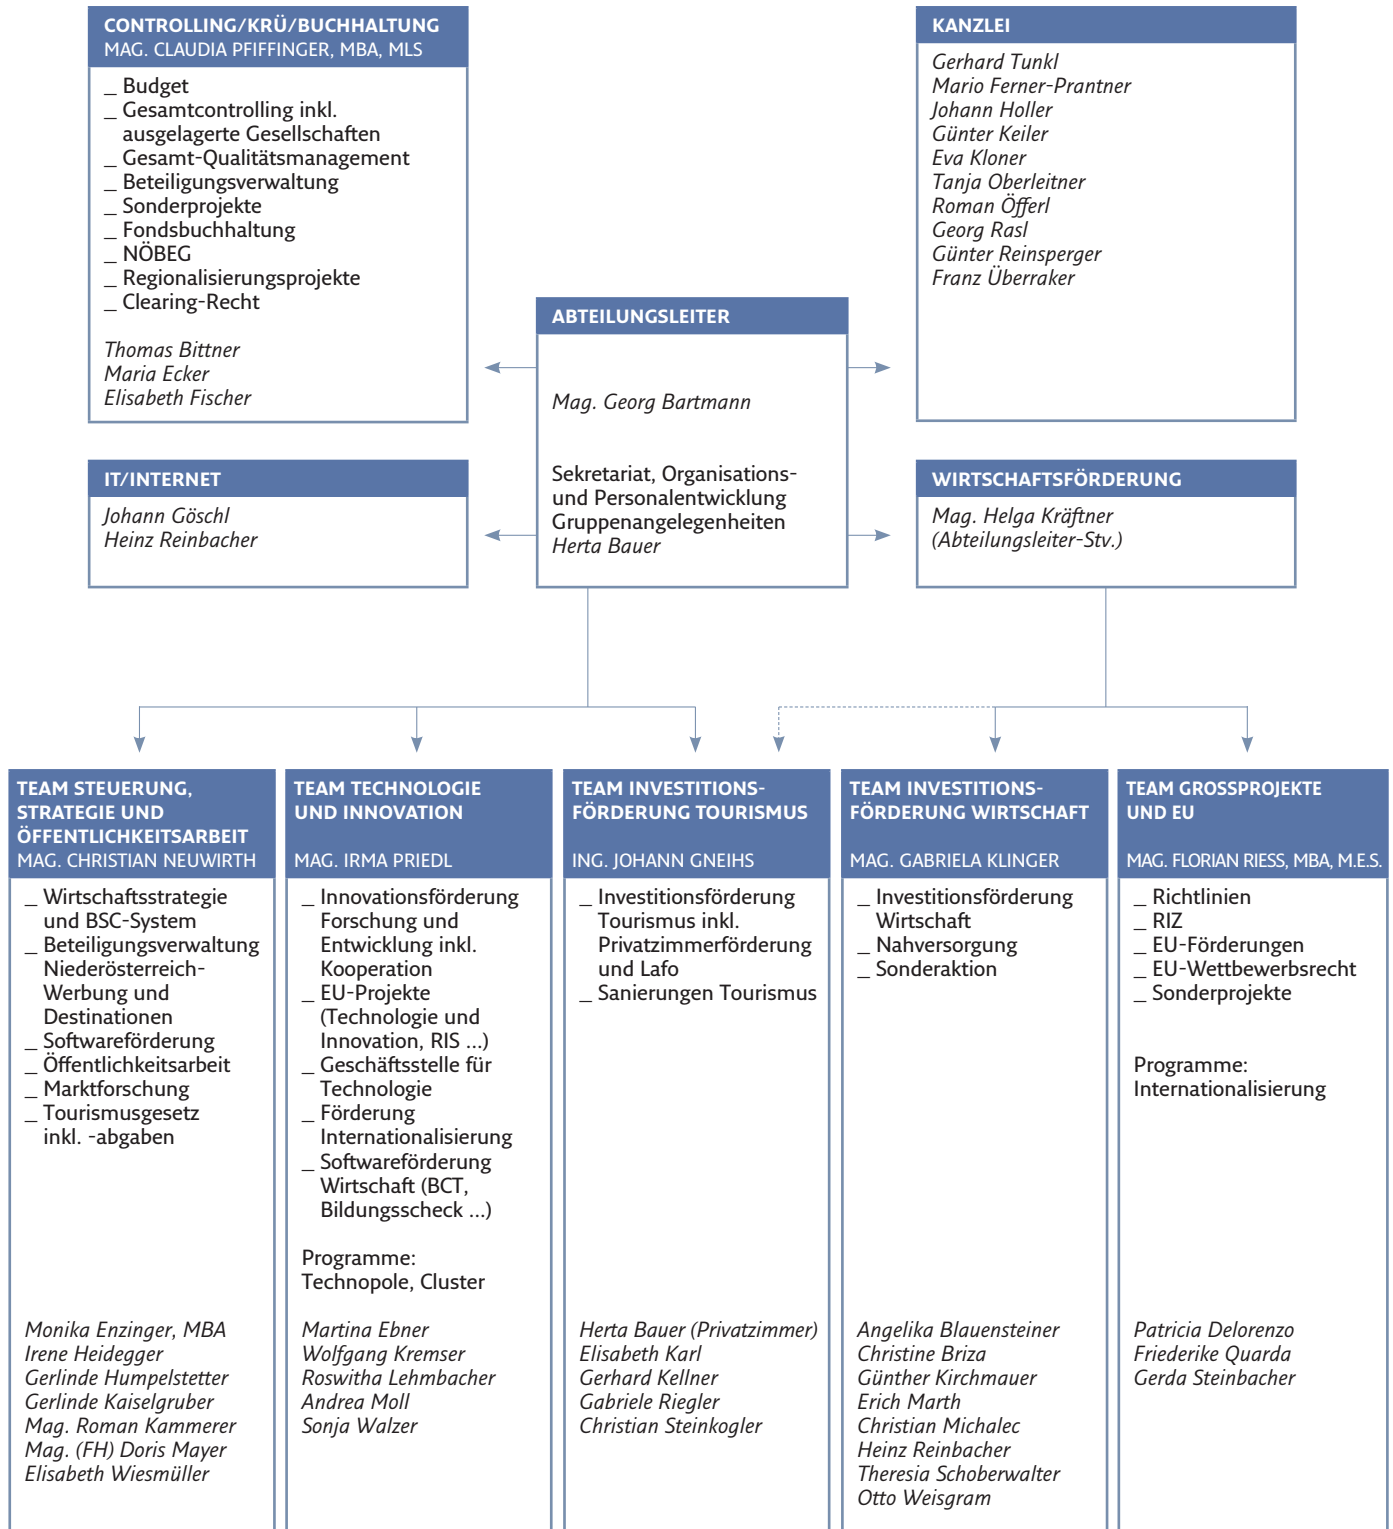 CONTROLLING/KRÜ/BUCHHALTUNG
MAG. CLAUDIA PFIFFINGER, MBA, MLS
_ Budget
_ Gesamtcontrolling inkl.
ausgelagerte Gesellschaften
_ Gesamt-Qualitätsmanagement
_ Beteiligungsverwaltung
_ Sonderprojekte
_ Fondsbuchhaltung
_ NÖBEG
_ Regionalisierungsprojekte
_ Clearing-Recht
Thomas Bittner
Maria Ecker
Elisabeth Fischer
KANZLEI
Gerhard Tunkl
Mario Ferner-Prantner
Johann Holler
Günter Keiler
Eva Kloner
Tanja Oberleitner
Roman Öfferl
Georg Rasl
Günter Reinsperger
Franz Überraker
ABTEILUNGSLEITER
Mag. Georg Bartmann
Sekretariat, Organisations-
und Personalentwicklung
Gruppenangelegenheiten
Herta Bauer
IT/INTERNET
Johann Göschl
Heinz Reinbacher
WIRTSCHAFTSFÖRDERUNG
Mag. Helga Kräftner
(Abteilungsleiter-Stv.)
TEAM STEUERUNG,
STRATEGIE UND
ÖFFENTLICHKEITSARBEIT
MAG. CHRISTIAN NEUWIRTH
_ Wirtschaftsstrategie
und BSC-System
_ Beteiligungsverwaltung
Niederösterreich-
Werbung und
Destinationen
_ Softwareförderung
_ Öffentlichkeitsarbeit
_ Marktforschung
_ Tourismusgesetz
inkl. -abgaben
Monika Enzinger, MBA
Irene Heidegger
Gerlinde Humpelstetter
Gerlinde Kaiselgruber
Mag. Roman Kammerer
Mag. (FH) Doris Mayer
Elisabeth Wiesmüller
TEAM TECHNOLOGIE
UND INNOVATION
MAG. IRMA PRIEDL
_ Innovationsförderung
Forschung und
Entwicklung inkl.
Kooperation
_ EU-Projekte
(Technologie und
Innovation, RIS ...)
_ Geschäftsstelle für
Technologie
_ Förderung
Internationalisierung
_ Softwareförderung
Wirtschaft (BCT,
Bildungsscheck ...)
Programme:
Technopole, Cluster
Martina Ebner
Wolfgang Kremser
Roswitha Lehmbacher
Andrea Moll
Sonja Walzer
TEAM INVESTITIONS-
FÖRDERUNG TOURISMUS
ING. JOHANN GNEIHS
_ Investitionsförderung
Tourismus inkl.
Privatzimmerförderung
und Lafo
_ Sanierungen Tourismus
Herta Bauer (Privatzimmer)
Elisabeth Karl
Gerhard Kellner
Gabriele Riegler
Christian Steinkogler
TEAM INVESTITIONS-
FÖRDERUNG WIRTSCHAFT
MAG. GABRIELA KLINGER
_ Investitionsförderung
Wirtschaft
_ Nahversorgung
_ Sonderaktion
Angelika Blauensteiner
Christine Briza
Günther Kirchmauer
Erich Marth
Christian Michalec
Heinz Reinbacher
Theresia Schoberwalter
Otto Weisgram
TEAM GROSSPROJEKTE
UND EU
MAG. FLORIAN RIESS, MBA, M.E.S.
_ Richtlinien
_ RIZ
_ EU-Förderungen
_ EU-Wettbewerbsrecht
_ Sonderprojekte
Programme:
Internationalisierung
Patricia Delorenzo
Friederike Quarda
Gerda Steinbacher